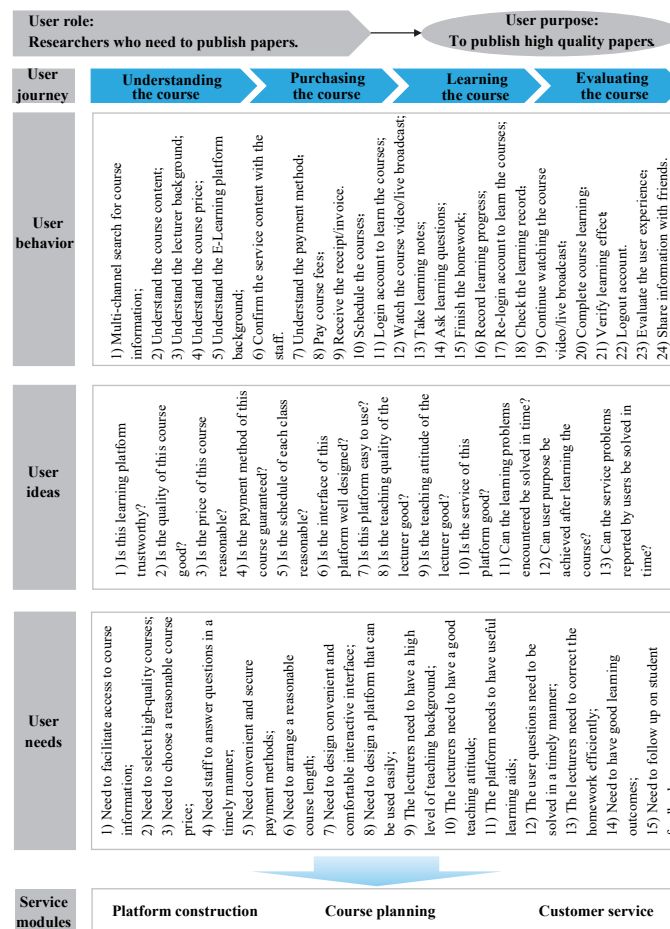 User role:
Researchers who need to publish papers.
User purpose:
To publish high quality papers.
User
journey
Understanding
the course
Purchasing
the course
Learning
the course
Evaluating
the course
User
behavior
1) Multi-channel search for course
information;
2) Understand the course content;
3) Understand the lecturer background;
4) Understand the course price;
5) Understand the E-Learning platform
background;
6) Confirm the service content with the
staff.
7) Understand the payment method;
8) Pay course fees;
9) Receive the receipt/invoice.
10) Schedule the courses;
11) Login account to learn the courses;
12) Watch the course video/live broadcast;
13) Take learning notes;
14) Ask learning questions;
15) Finish the homework;
16) Record learning progress;
17) Re-login account to learn the courses;
18) Check the learning record;
19) Continue watching the course
video/live broadcast;
20) Complete course learning;
21) Verify learning effect;
22) Logout account.
23) Evaluate the user experience;
24) Share information with friends.
User
ideas
1) Is this learning platform
trustworthy?
2) Is the quality of this course
good?
3) Is the price of this course
reasonable?
4) Is the payment method of this
course guaranteed?
5) Is the schedule of each class
reasonable?
6) Is the interface of this
platform well designed?
7) Is this platform easy to use?
8) Is the teaching quality of the
lecturer good?
9) Is the teaching attitude of the
lecturer good?
10) Is the service of this
platform good?
11) Can the learning problems
encountered be solved in time?
12) Can user purpose be
achieved after learning the
course?
13) Can the service problems
reported by users be solved in
time?
User
needs
1) Need to facilitate access to course
information;
2) Need to select high-quality courses;
3) Need to choose a reasonable course
price;
4) Need staff to answer questions in a
timely manner;
5) Need convenient and secure
payment methods;
6) Need to arrange a reasonable
course length;
7) Need to design convenient and
comfortable interactive interface;
8) Need to design a platform that can
be used easily;
9) The lecturers need to have a high
level of teaching background;
10) The lecturers need to have a good
teaching attitude;
11) The platform needs to have useful
learning aids;
12) The user questions need to be
solved in a timely manner;
13) The lecturers need to correct the
homework efficiently;
14) Need to have good learning
outcomes;
15) Need to follow up on student
Service
modules
Platform construction
Course planning
Customer service